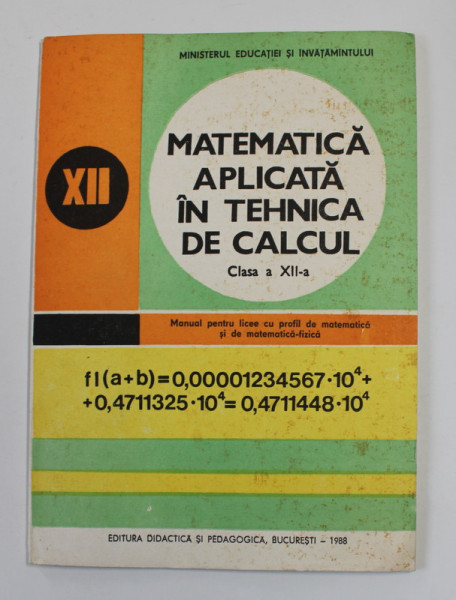 MINISTERUL EDUCAȚIEI ȘI INVĂȚĂMÎNTULUI
XII
MATEMATICĂ
APLICATĂ
ÎN TEHNICA
DE CALCUL
Clasa a XII-a
Manual pentru licee cu profil de matematică
și de matematică-fizică
fl(a+b)=0,00001234567·10⁴+
+0,4711325·10⁴=0,4711448·10⁴
EDITURA DIDACTICĂ ȘI PEDAGOGICĂ, BUCUREȘTI – 1988